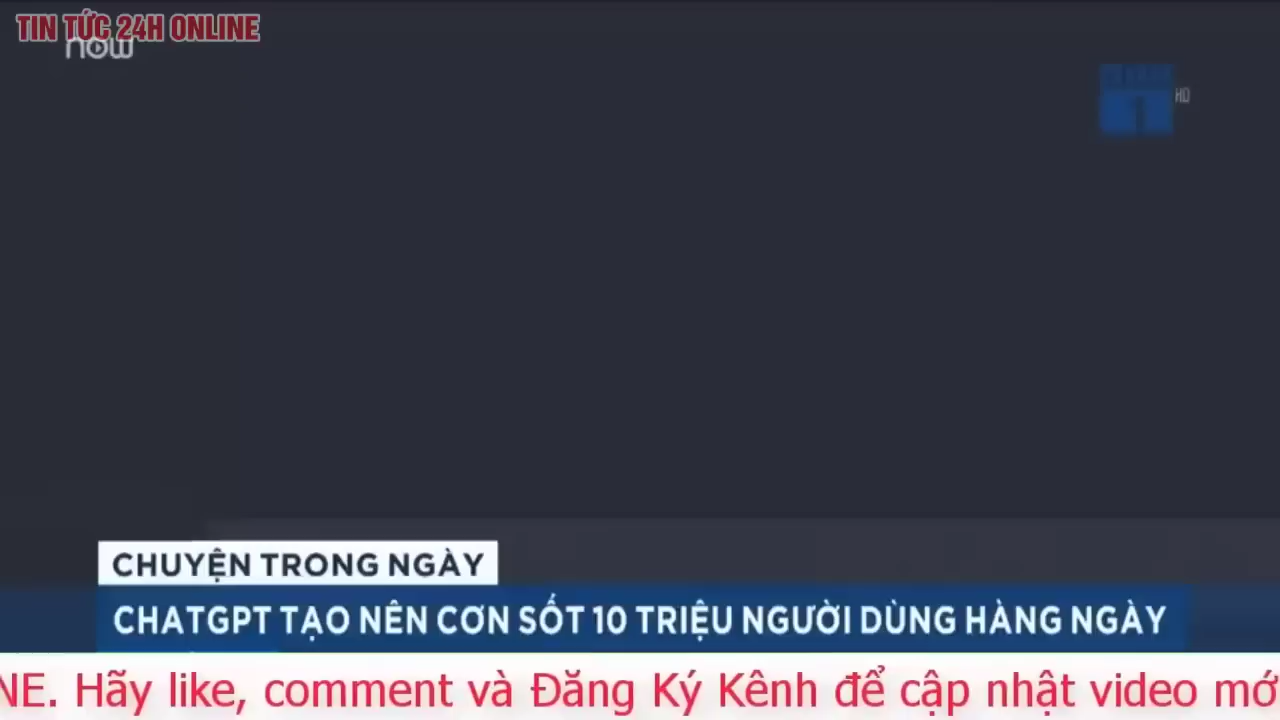 TIN TỨC 24H ONLINE
now
1
HD
CHUYỆN TRONG NGÀY
CHATGPT TẠO NÊN CƠN SỐT 10 TRIỆU NGƯỜI DÙNG HÀNG NGÀY
NE. Hãy like, comment và Đăng Ký Kênh để cập nhật video mớ